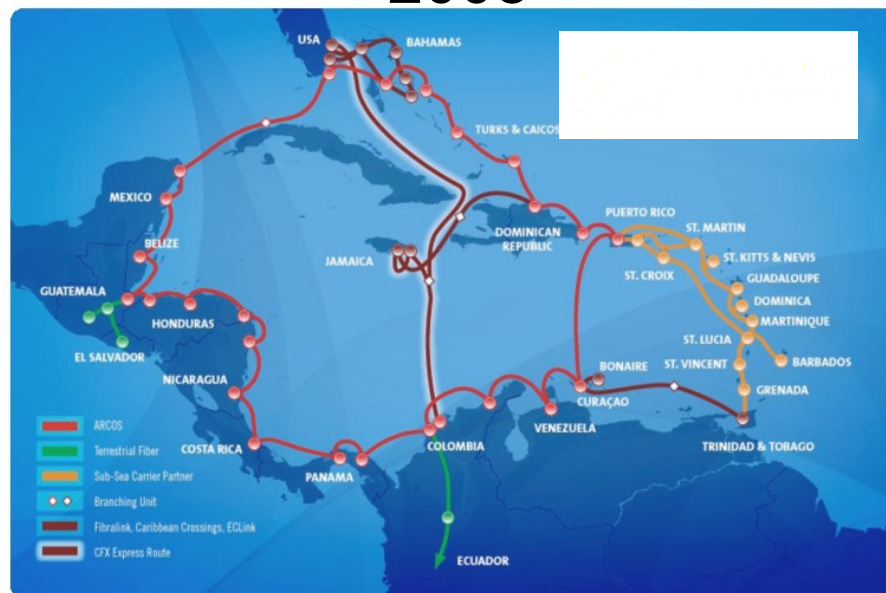 USA
BAHAMAS
TURKS & CAICOS
MEXICO
BELIZE
GUATEMALA
HONDURAS
EL SALVADOR
NICARAGUA
COSTA RICA
PANAMA
JAMAICA
DOMINICAN
REPUBLIC
PUERTO RICO
ST. MARTIN
ST. KITTS & NEVIS
ST. CROIX
GUADALOUPE
DOMINICA
MARTINIQUE
ST. LUCIA
BARBADOS
ST. VINCENT
GRENADA
BONAIRE
CURAÇAO
VENEZUELA
TRINIDAD & TOBAGO
COLOMBIA
ECUADOR
ARCOS
Terrestrial Fiber
Sub-Sea Carrier Partner
Branching Unit
Fibralink, Caribbean Crossings, ECLink
CFX Express Route